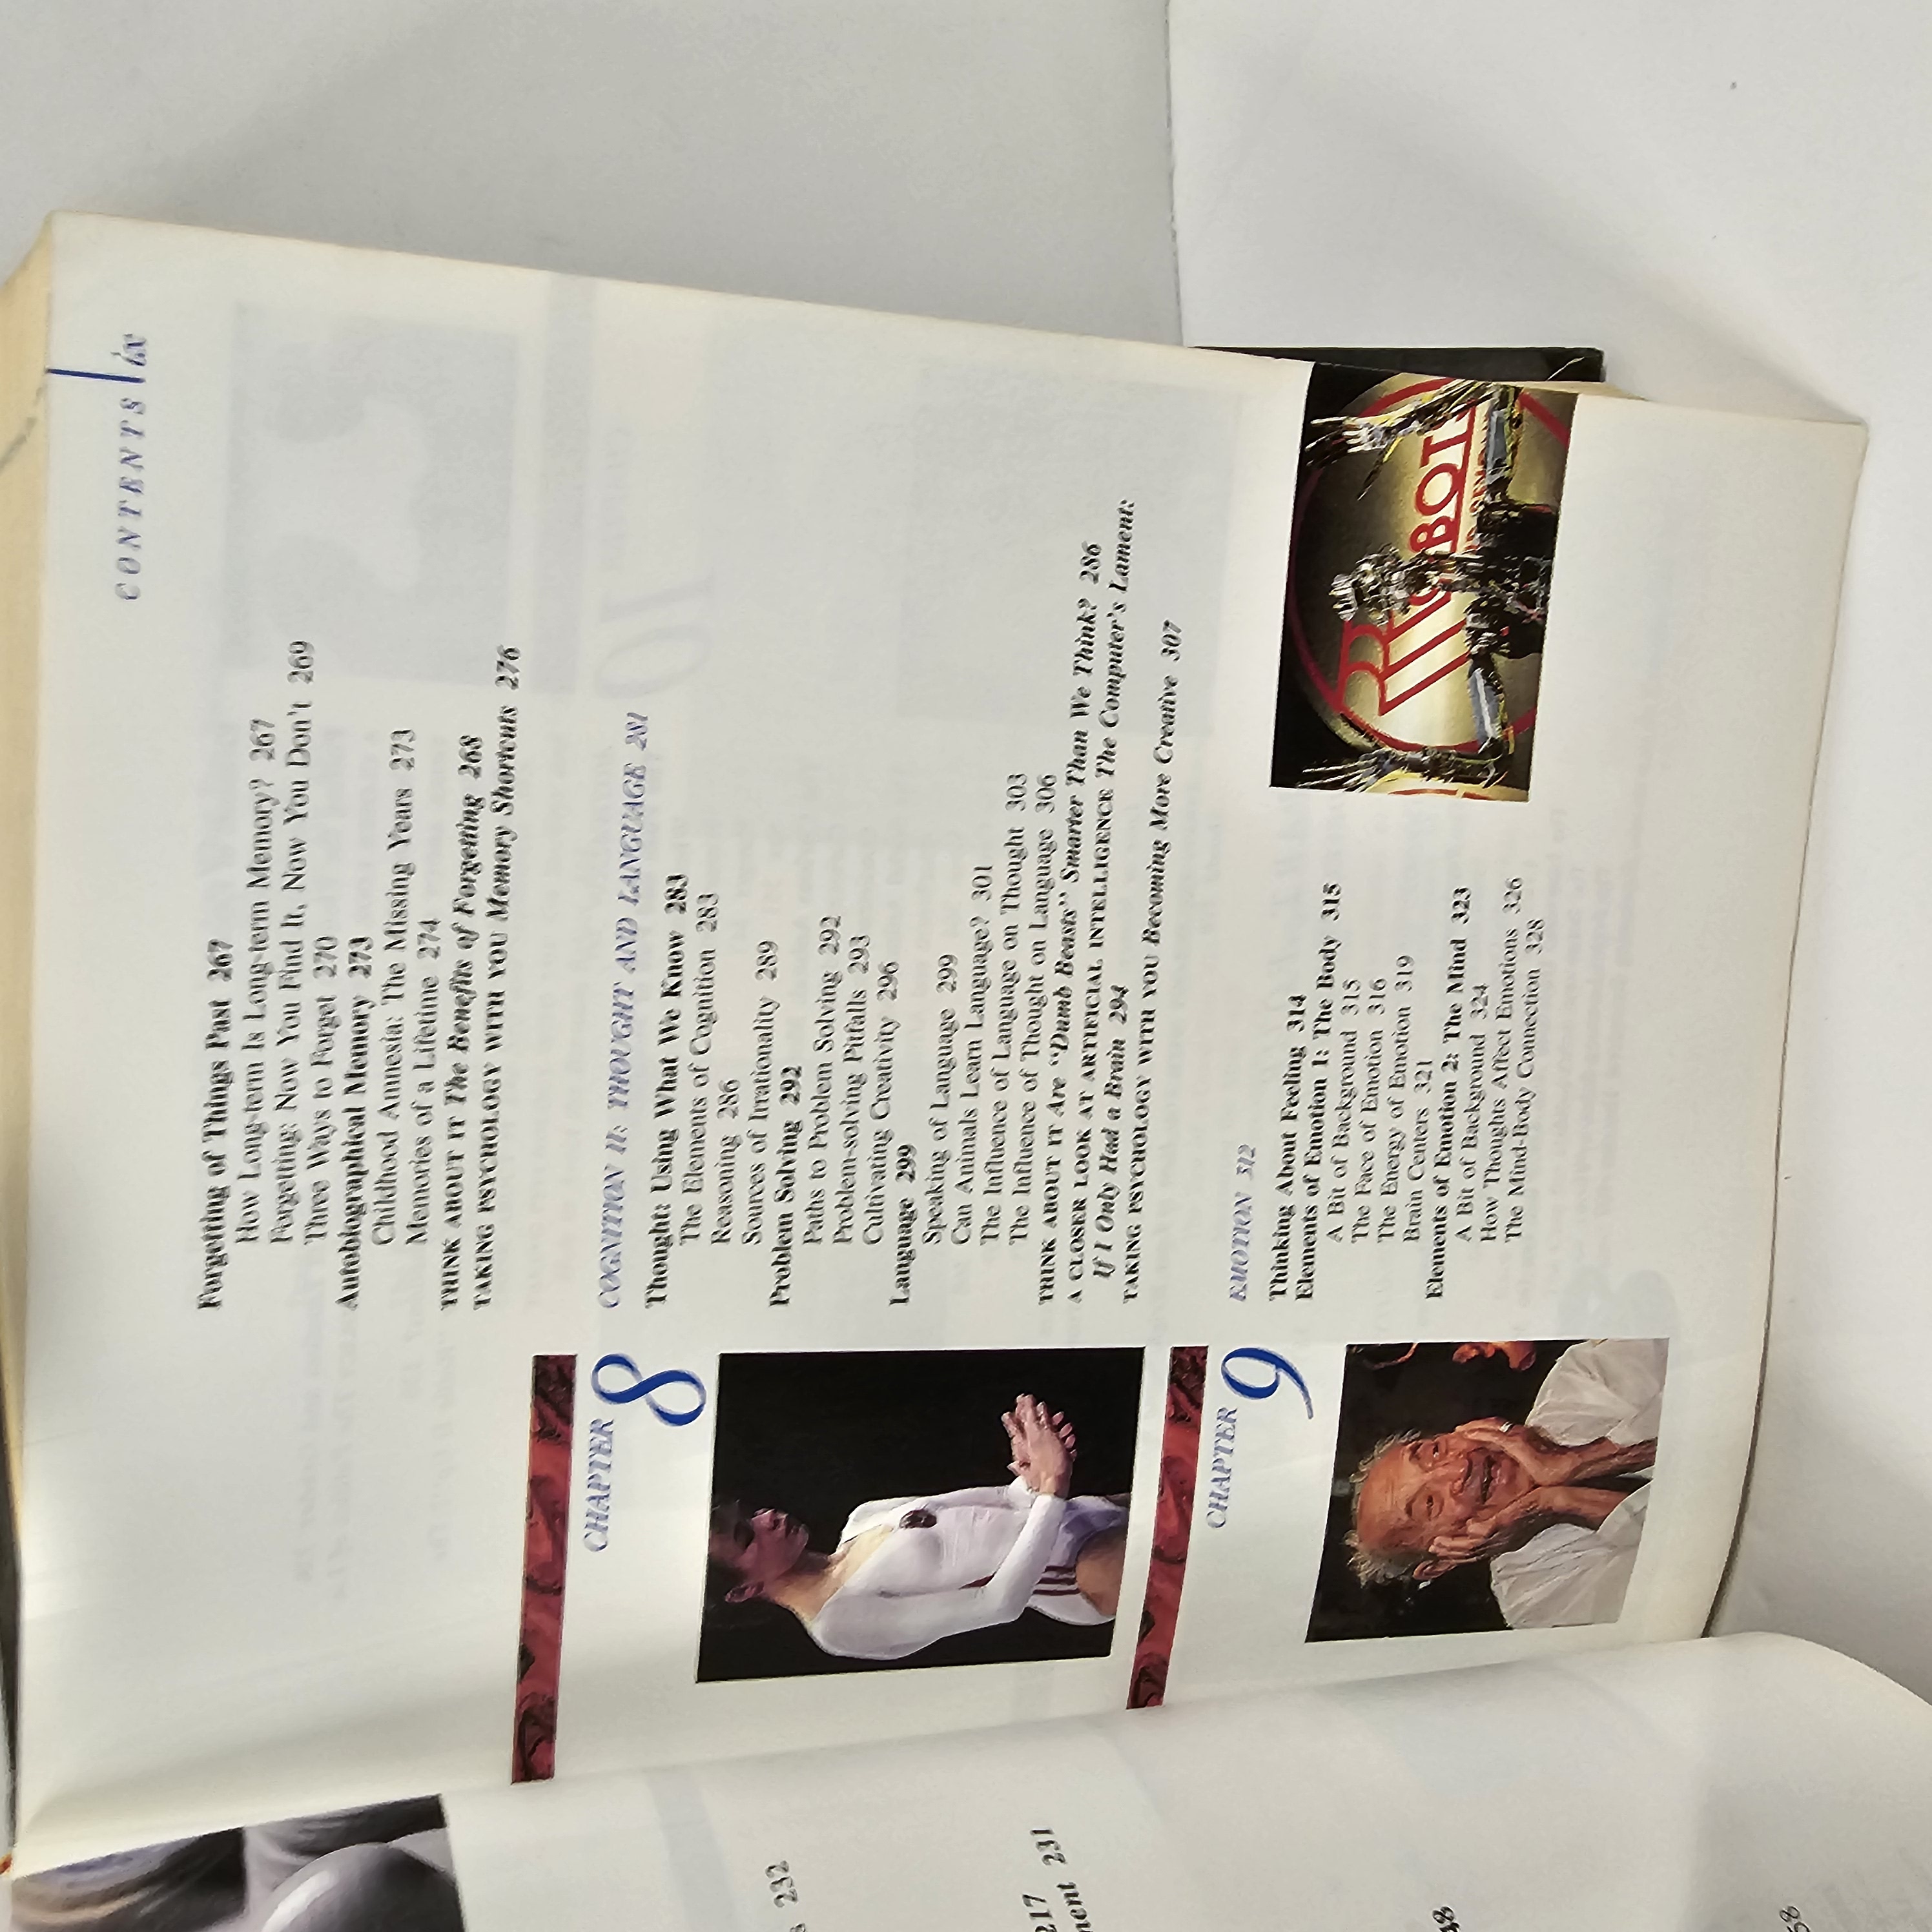 CONTENTS ix
Forgetting of Things Past 267
How Long-term Is Long-term Memory? 267
Forgetting: Now You Find It, Now You Don't 269
Three Ways to Forget 270
Autobiographical Memory 273
Childhood Amnesia: The Missing Years 273
Memories of a Lifetime 274
THINK ABOUT IT The Benefits of Forgetting 268
TAKING PSYCHOLOGY WITH YOU Memory Shortcuts 276
CHAPTER 8
COGNITION II: THOUGHT AND LANGUAGE 281
Thought: Using What We Know 283
The Elements of Cognition 283
Reasoning 286
Sources of Irrationality 289
Problem Solving 292
Paths to Problem Solving 292
Problem-solving Pitfalls 293
Cultivating Creativity 296
Language 299
Speaking of Language 299
Can Animals Learn Language? 301
The Influence of Language on Thought 303
The Influence of Thought on Language 306
THINK ABOUT IT Are "Dumb Beasts" Smarter Than We Think? 286
A CLOSER LOOK AT ARTIFICIAL INTELLIGENCE The Computer's Lament:
If I Only Had a Brain 294
TAKING PSYCHOLOGY WITH YOU Becoming More Creative 307
CHAPTER 9
EMOTION 312
Thinking About Feeling 314
Elements of Emotion 1: The Body 315
A Bit of Background 315
The Face of Emotion 316
The Energy of Emotion 319
Brain Centers 321
Elements of Emotion 2: The Mind 323
A Bit of Background 324
How Thoughts Affect Emotions 326
The Mind-Body Connection 328
232
217
231